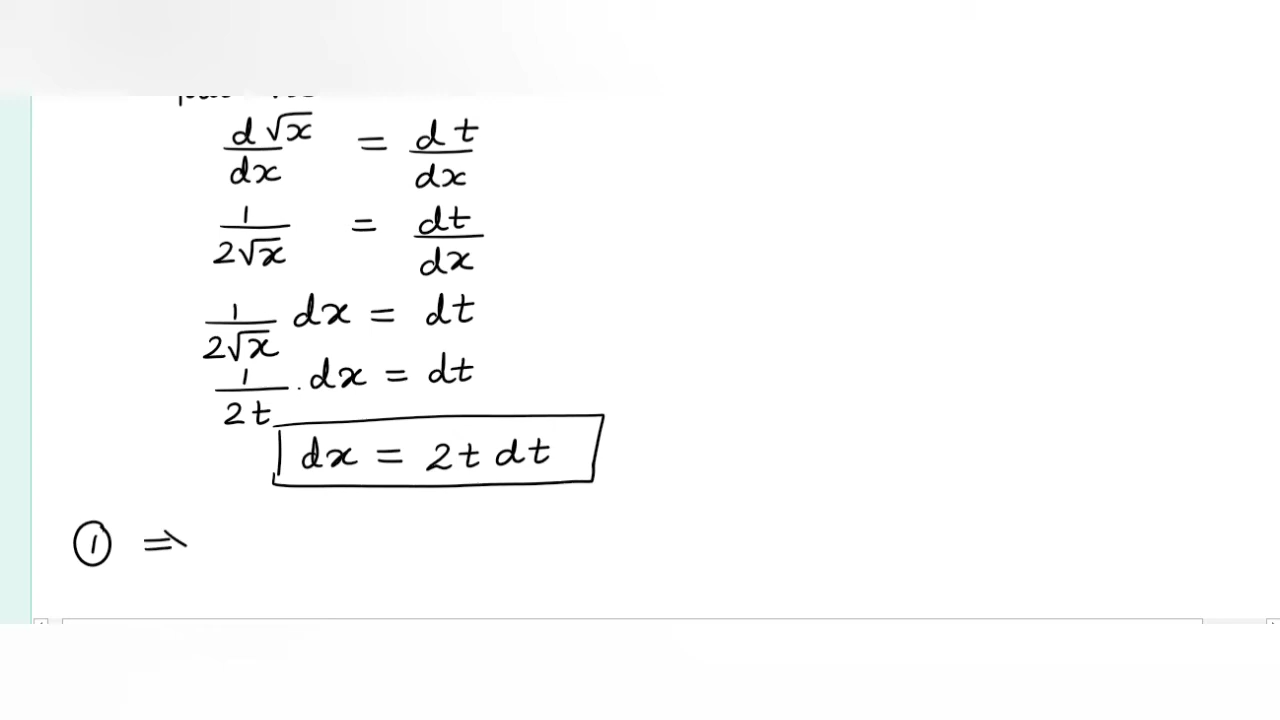 d√x/dx = dt/dx
1/2√x = dt/dx
1/2√x dx = dt
1/2t . dx = dt
dx = 2t dt
① ⇒